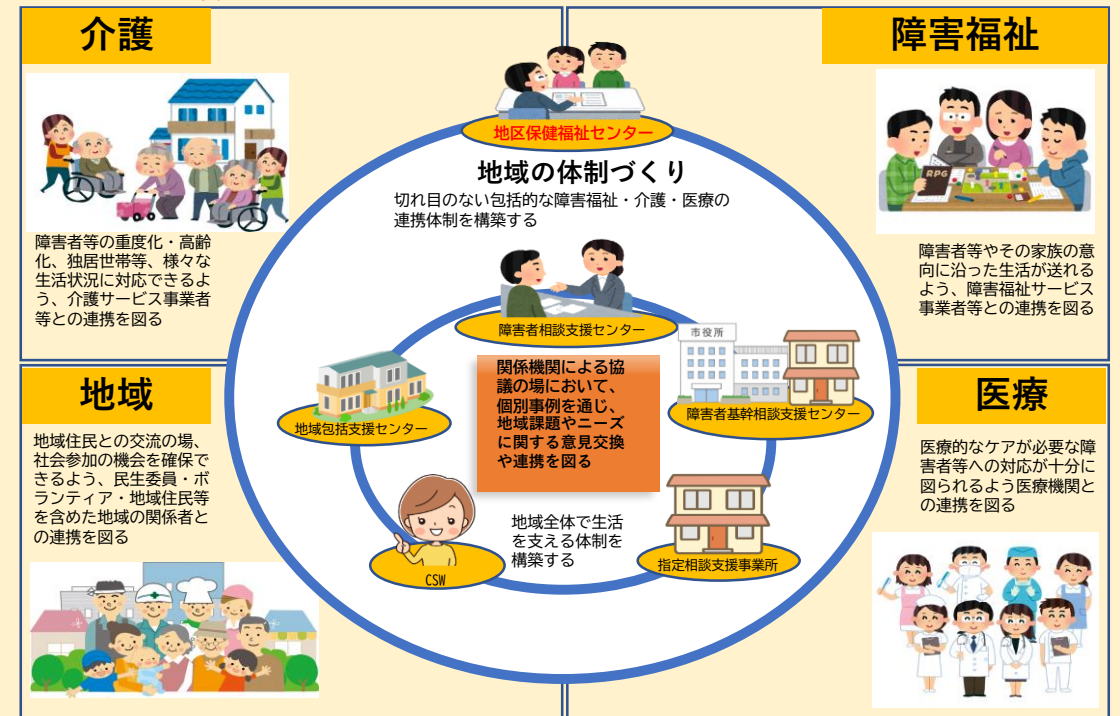 介護
障害福祉
地区保健福祉センター
地域の体制づくり
切れ目のない包括的な障害福祉・介護・医療の
連携体制を構築する
障害者等の重度化・高齢
化、独居世帯等、様々な
生活状況に対応できるよ
う、介護サービス事業者
等との連携を図る
RPG
障害者等やその家族の意
向に沿った生活が送れる
よう、障害福祉サービス
事業者等との連携を図る
障害者相談支援センター
市役所
関係機関による協
議の場において、
個別事例を通じ、
地域課題やニーズ
に関する意見交換
や連携を図る
地域包括支援センター
障害者基幹相談支援センター
地域
地域住民との交流の場、
社会参加の機会を確保で
きるよう、民生委員・ボ
ランティア・地域住民等
を含めた地域の関係者と
の連携を図る
医療
医療的なケアが必要な障
害者等への対応が十分に
図られるよう医療機関と
の連携を図る
地域全体で生活
を支える体制を
構築する
CSW
指定相談支援事業所